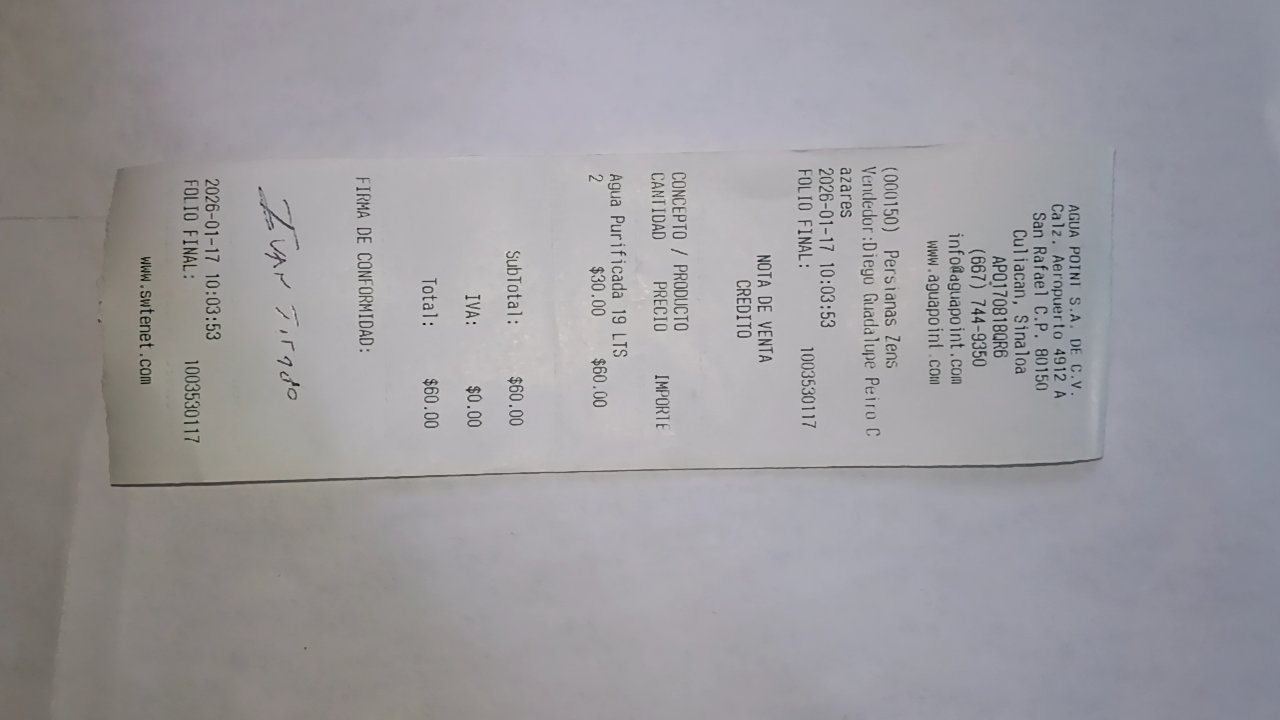 AGUA POINT S.A. DE C.V.
Calz. Aeropuerto 4912 A
San Rafael C.P. 80150
Culiacan, Sinaloa
APO170818QR6
(667) 744-9350
info@aguapoint.com
www.aguapoint.com
(000150) Persianas Zens
Vendedor:Diego Guadalupe Peiro C
azares
2026-01-17 10:03:53
FOLIO FINAL: 1003530117
NOTA DE VENTA
CREDITO
CONCEPTO / PRODUCTO
CANTIDAD PRECIO IMPORTE
Agua Purificada 19 LTS
2 $30.00 $60.00
SubTotal: $60.00
IVA: $0.00
Total: $60.00
FIRMA DE CONFORMIDAD:
Ivan Tirado
2026-01-17 10:03:53
FOLIO FINAL: 1003530117
www.swtenet.com